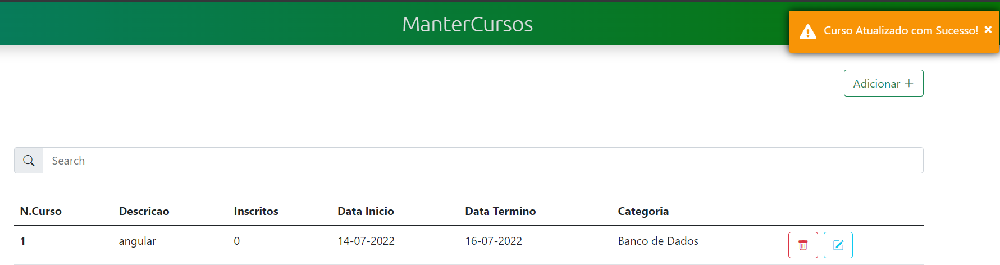 ManterCursos
Curso Atualizado com Sucesso! ×
Adicionar +
Search
N.Curso Descricao Inscritos Data Inicio Data Termino Categoria
1 angular 0 14-07-2022 16-07-2022 Banco de Dados